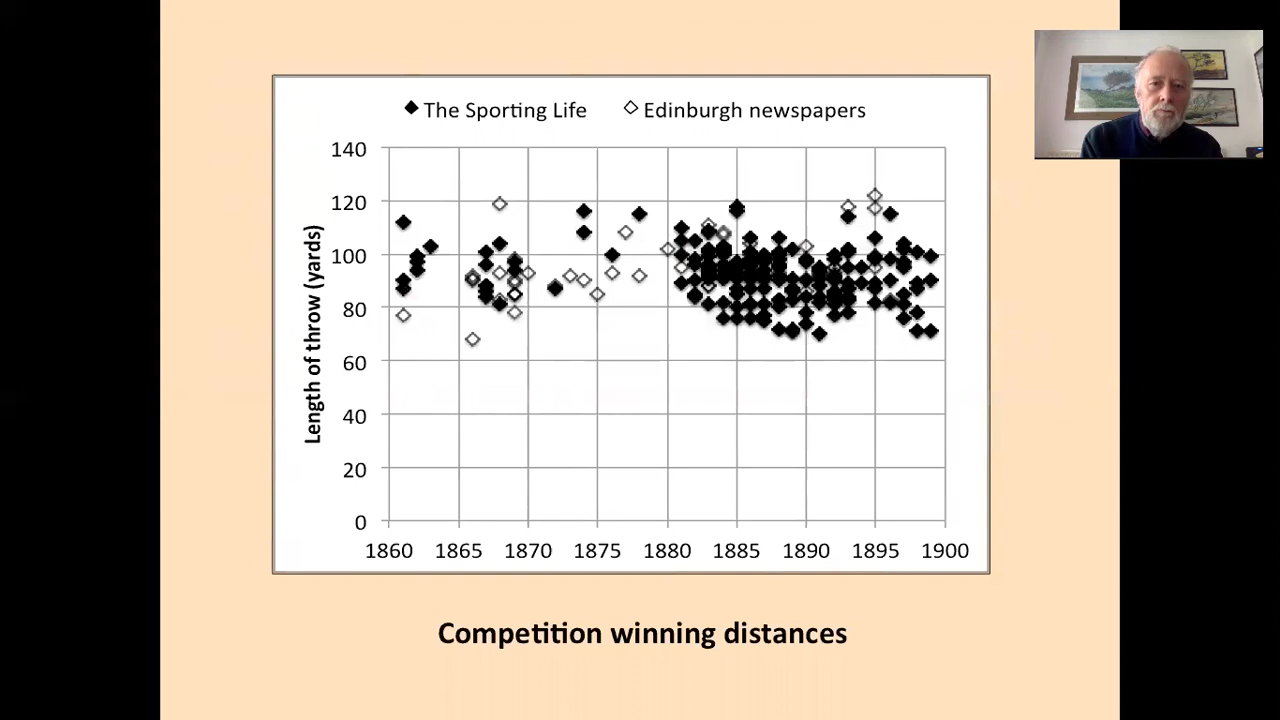 The Sporting Life Edinburgh newspapers
140
120
100
80
60
40
20
0
Length of throw (yards)
1860 1865 1870 1875 1880 1885 1890 1895 1900
Competition winning distances